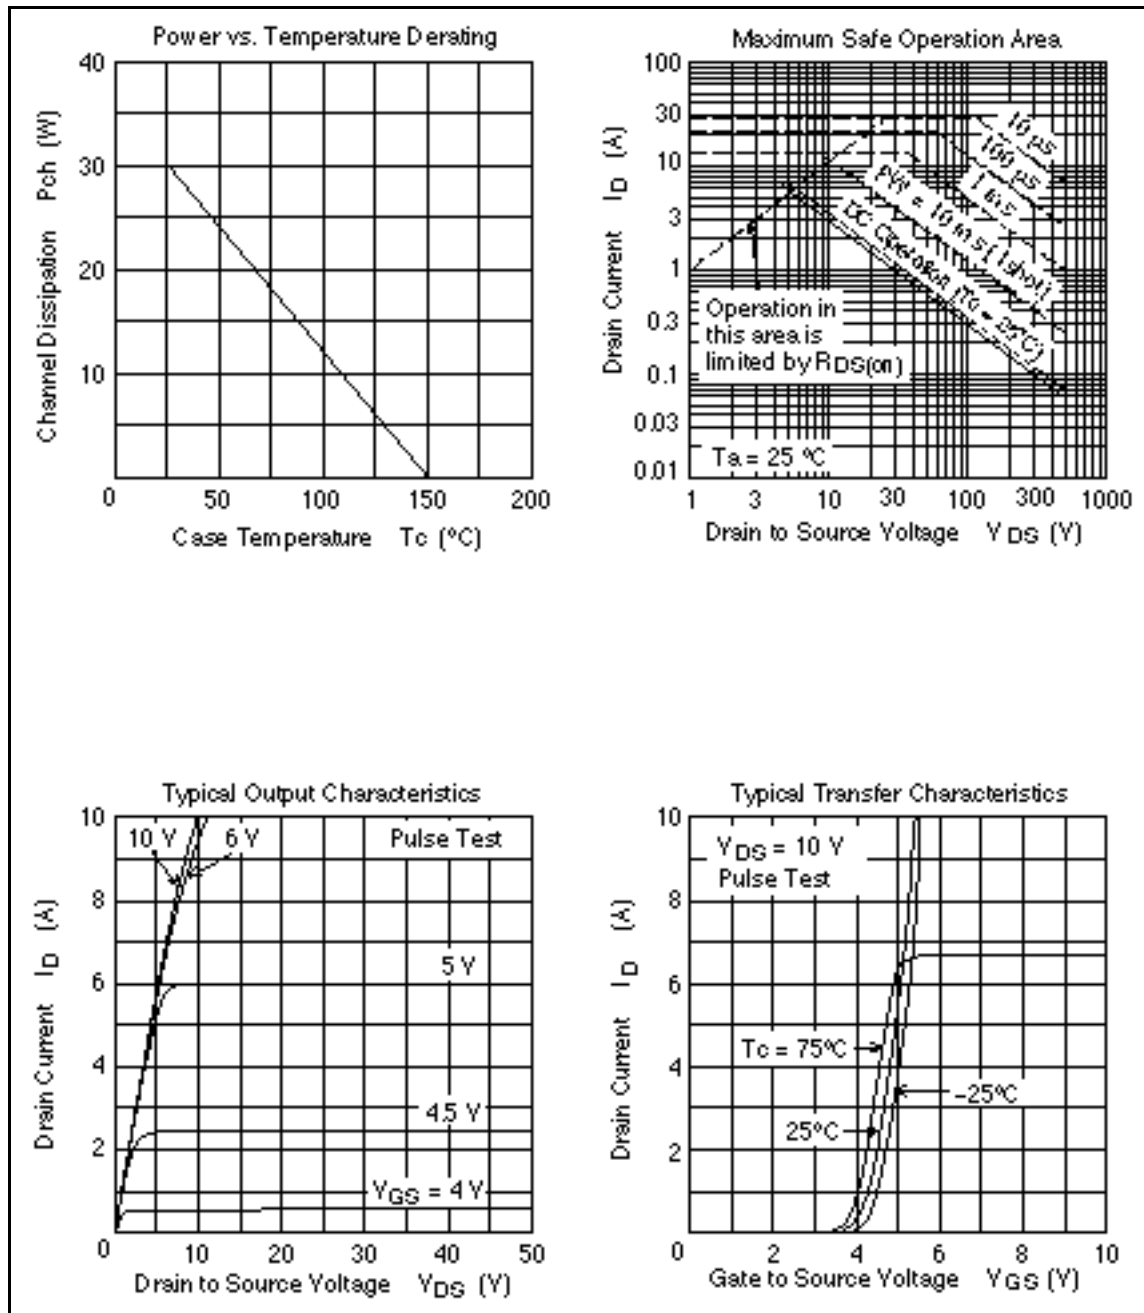 Power vs. Temperature Derating
40
30
20
10
0
50
100
150
200
Channel Dissipation Pch (W)
Case Temperature Tc (°C)
Maximum Safe Operation Area
100
30
10
3
1
0.3
0.1
0.03
0.01
1
3
10
30
100
300
1000
Drain Current ID (A)
10 µs
100 µs
1 ms
PW = 10 ms (1shot)
DC Operation (Tc = 25°C)
Operation in
this area is
limited by RDS(on)
Ta = 25 °C
Drain to Source Voltage VDS (V)
Typical Output Characteristics
10
8
6
4
2
0
10
20
30
40
50
10 V
6 V
Pulse Test
5 V
4.5 V
VGS = 4 V
Drain Current ID (A)
Drain to Source Voltage VDS (V)
Typical Transfer Characteristics
10
8
6
4
2
0
2
4
6
8
10
VDS = 10 V
Pulse Test
Tc = 75°C
–25°C
25°C
Drain Current ID (A)
Gate to Source Voltage VGS (V)